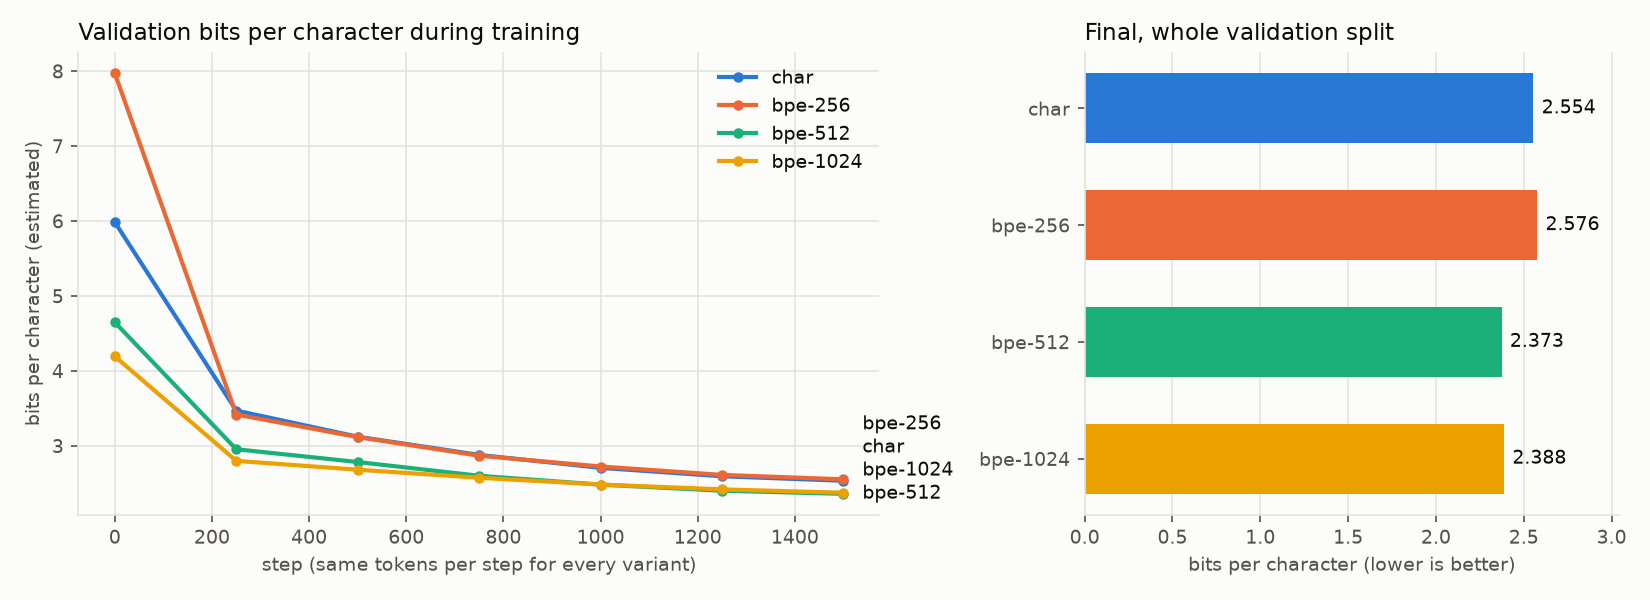 Validation bits per character during training
bits per character (estimated)
8
7
6
5
4
3
char
bpe-256
bpe-512
bpe-1024
bpe-256
char
bpe-1024
bpe-512
0 200 400 600 800 1000 1200 1400
step (same tokens per step for every variant)
Final, whole validation split
char 2.554
bpe-256 2.576
bpe-512 2.373
bpe-1024 2.388
0.0 0.5 1.0 1.5 2.0 2.5 3.0
bits per character (lower is better)